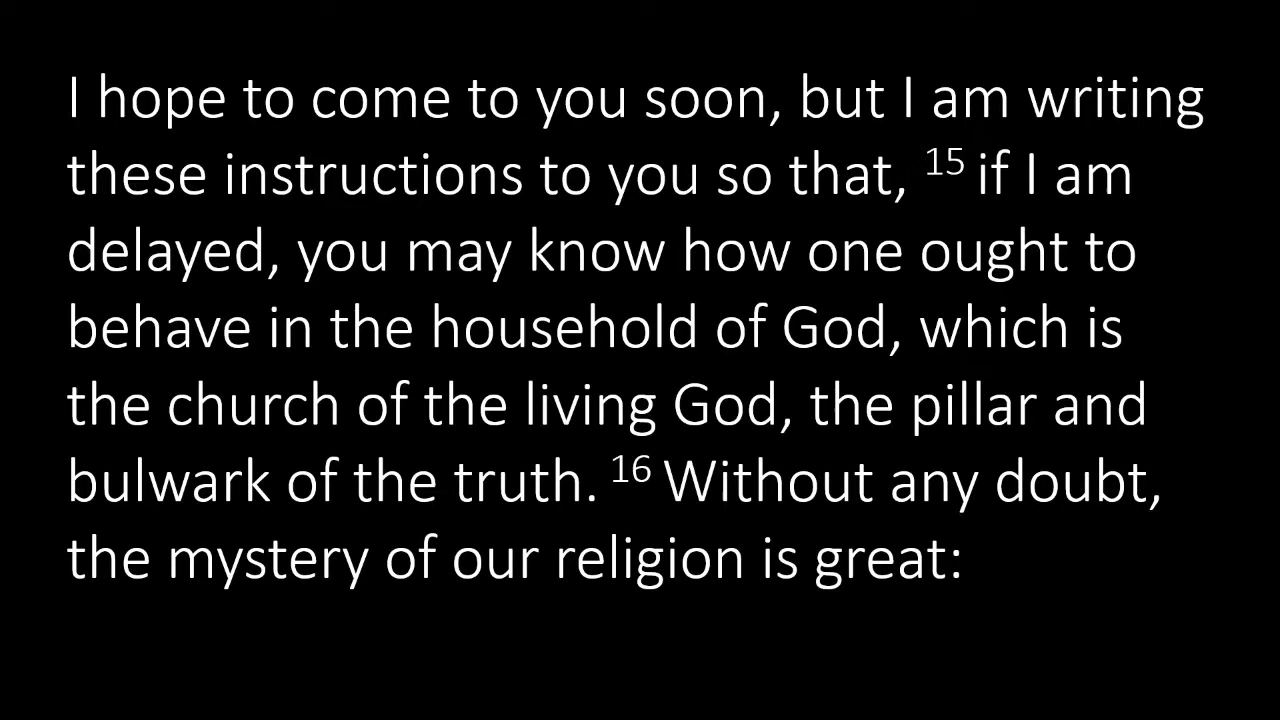 I hope to come to you soon, but I am writing
these instructions to you so that, 15 if I am
delayed, you may know how one ought to
behave in the household of God, which is
the church of the living God, the pillar and
bulwark of the truth. 16 Without any doubt,
the mystery of our religion is great: